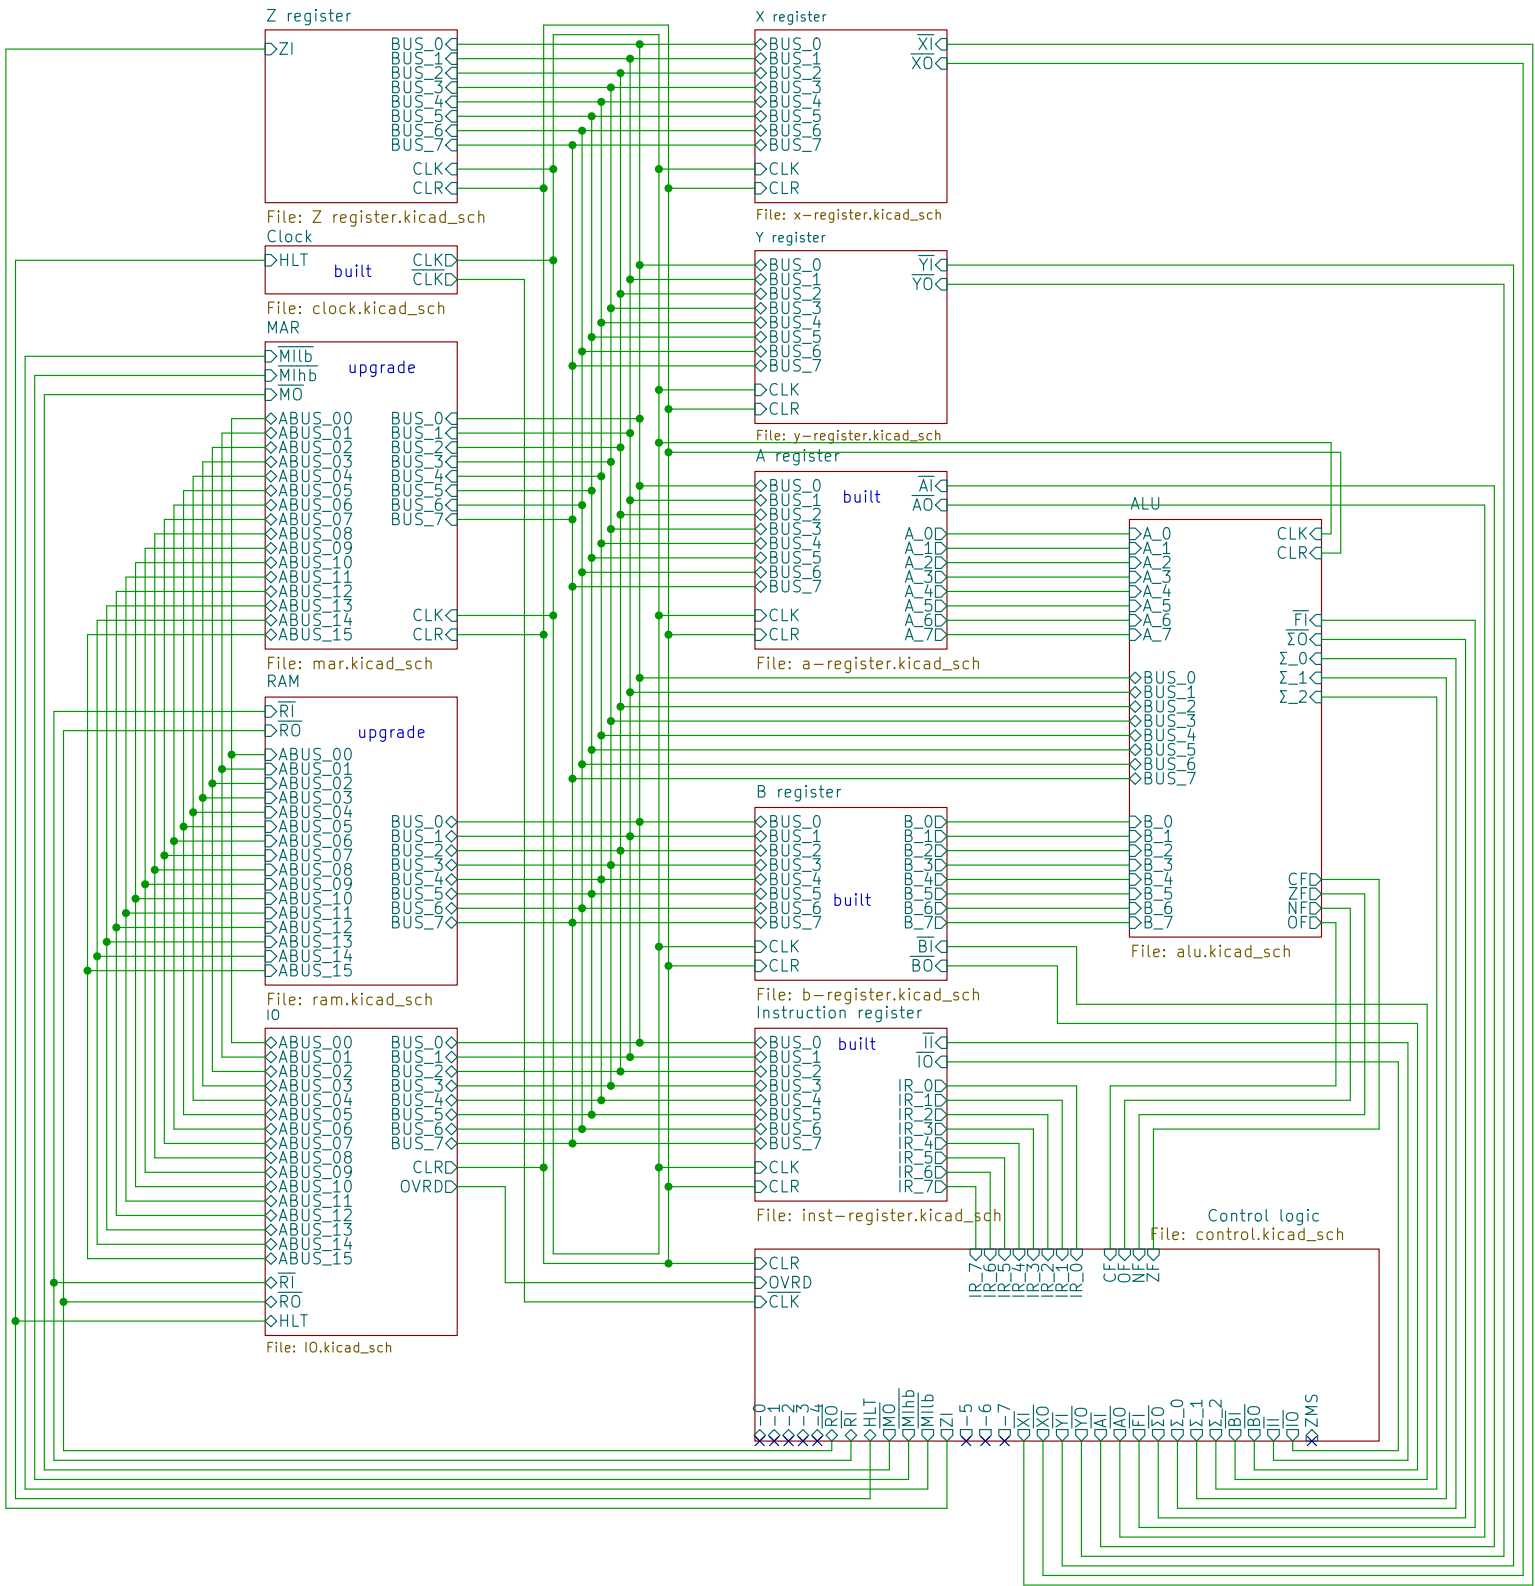 Z register
ZI
BUS_0
BUS_1
BUS_2
BUS_3
BUS_4
BUS_5
BUS_6
BUS_7
CLK
CLR
File: Z register.kicad_sch
X register
BUS_0
BUS_1
BUS_2
BUS_3
BUS_4
BUS_5
BUS_6
BUS_7
CLK
CLR
XI
XO
File: x-register.kicad_sch
Clock
HLT
built
CLK
CLK
File: clock.kicad_sch
Y register
BUS_0
BUS_1
BUS_2
BUS_3
BUS_4
BUS_5
BUS_6
BUS_7
CLK
CLR
YI
YO
File: y-register.kicad_sch
MAR
MIlb
MIhb
MO
upgrade
ABUS_00
ABUS_01
ABUS_02
ABUS_03
ABUS_04
ABUS_05
ABUS_06
ABUS_07
ABUS_08
ABUS_09
ABUS_10
ABUS_11
ABUS_12
ABUS_13
ABUS_14
ABUS_15
BUS_0
BUS_1
BUS_2
BUS_3
BUS_4
BUS_5
BUS_6
BUS_7
CLK
CLR
File: mar.kicad_sch
A register
built
BUS_0
BUS_1
BUS_2
BUS_3
BUS_4
BUS_5
BUS_6
BUS_7
CLK
CLR
AI
AO
A_0
A_1
A_2
A_3
A_4
A_5
A_6
A_7
File: a-register.kicad_sch
ALU
A_0
A_1
A_2
A_3
A_4
A_5
A_6
A_7
BUS_0
BUS_1
BUS_2
BUS_3
BUS_4
BUS_5
BUS_6
BUS_7
B_0
B_1
B_2
B_3
B_4
B_5
B_6
B_7
CLK
CLR
FI
ΣO
Σ_0
Σ_1
Σ_2
CF
ZF
NF
OF
File: alu.kicad_sch
RAM
RI
RO
upgrade
ABUS_00
ABUS_01
ABUS_02
ABUS_03
ABUS_04
ABUS_05
ABUS_06
ABUS_07
ABUS_08
ABUS_09
ABUS_10
ABUS_11
ABUS_12
ABUS_13
ABUS_14
ABUS_15
BUS_0
BUS_1
BUS_2
BUS_3
BUS_4
BUS_5
BUS_6
BUS_7
File: ram.kicad_sch
B register
BUS_0
BUS_1
BUS_2
BUS_3
BUS_4
BUS_5
BUS_6
BUS_7
CLK
CLR
built
B_0
B_1
B_2
B_3
B_4
B_5
B_6
B_7
BI
BO
File: b-register.kicad_sch
IO
ABUS_00
ABUS_01
ABUS_02
ABUS_03
ABUS_04
ABUS_05
ABUS_06
ABUS_07
ABUS_08
ABUS_09
ABUS_10
ABUS_11
ABUS_12
ABUS_13
ABUS_14
ABUS_15
RI
RO
HLT
BUS_0
BUS_1
BUS_2
BUS_3
BUS_4
BUS_5
BUS_6
BUS_7
CLR
OVRD
File: IO.kicad_sch
Instruction register
built
BUS_0
BUS_1
BUS_2
BUS_3
BUS_4
BUS_5
BUS_6
BUS_7
CLK
CLR
II
IO
IR_0
IR_1
IR_2
IR_3
IR_4
IR_5
IR_6
IR_7
File: inst-register.kicad_sch
Control logic
File: control.kicad_sch
CLR
OVRD
CLK
IR_7
IR_6
IR_5
IR_4
IR_3
IR_2
IR_1
IR_0
CF
OF
NF
ZF
-0
-1
-2
-3
-4
RO
RI
HLT
MO
MIhb
MIlb
ZI
-5
-6
-7
XI
XO
YI
YO
AI
AO
FI
ΣO
Σ_0
Σ_1
Σ_2
BI
BO
II
IO
ZMS